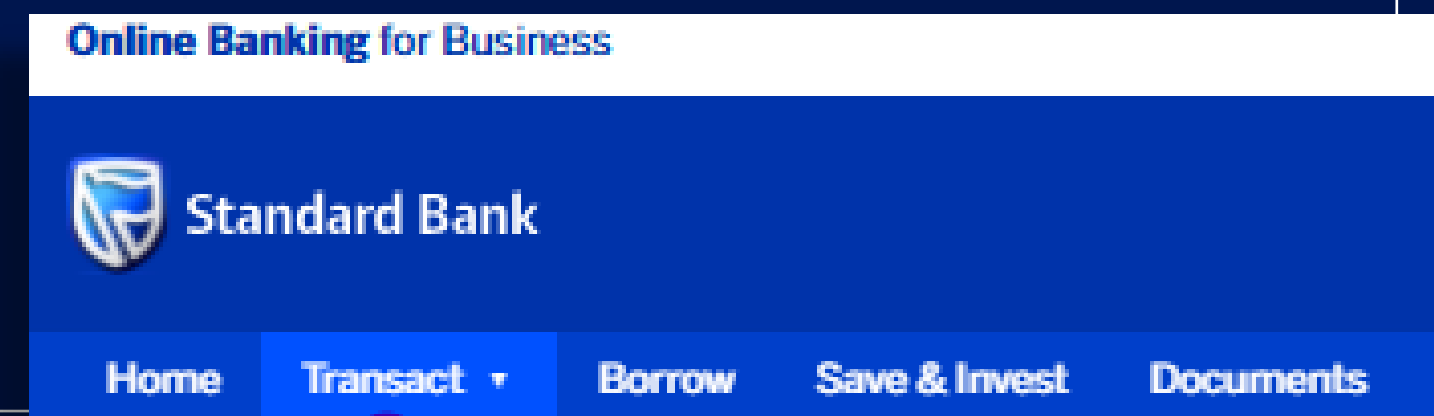 Online Banking for Business
Standard Bank
Home Transact ▾ Borrow Save & Invest Documents